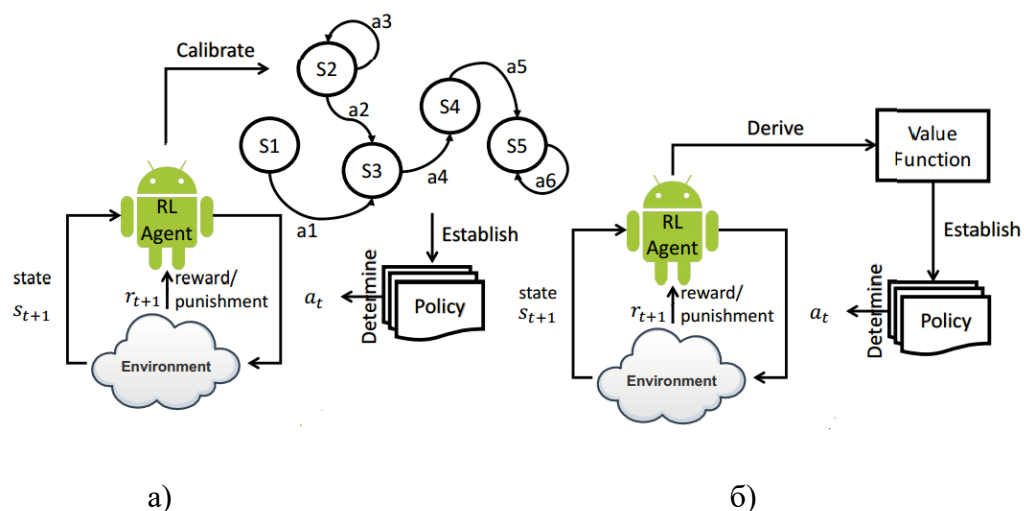 Calibrate
a3
S2
a2
S1
S3
a4
S4
a5
S5
a6
a1
RL
Agent
state
s_{t+1}
r_{t+1}
reward/
punishment
Environment
Establish
Policy
Determine
a_t
а)
Derive
Value
Function
RL
Agent
state
s_{t+1}
r_{t+1}
reward/
punishment
Environment
Establish
Policy
Determine
a_t
б)